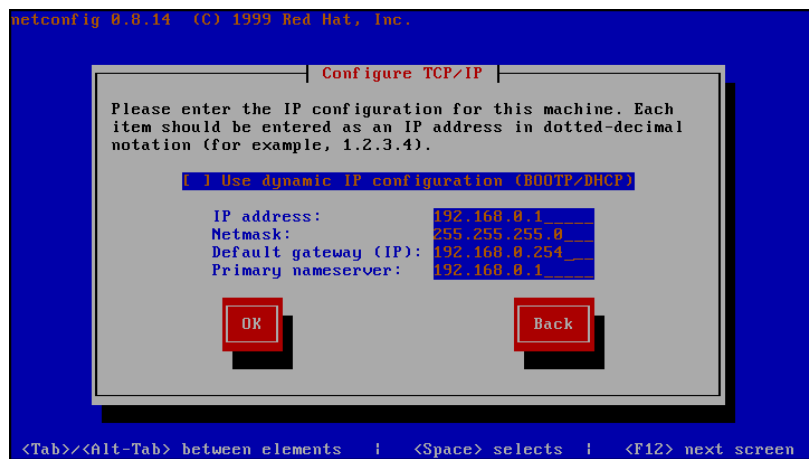 netconfig 0.8.14 (C) 1999 Red Hat, Inc.
Configure TCP/IP
Please enter the IP configuration for this machine. Each
item should be entered as an IP address in dotted-decimal
notation (for example, 1.2.3.4).
[ ] Use dynamic IP configuration (BOOTP/DHCP)
IP address: 192.168.0.1_____
Netmask: 255.255.255.0___
Default gateway (IP): 192.168.0.254___
Primary nameserver: 192.168.0.1_____
OK Back
<Tab>/<Alt-Tab> between elements | <Space> selects | <F12> next screen